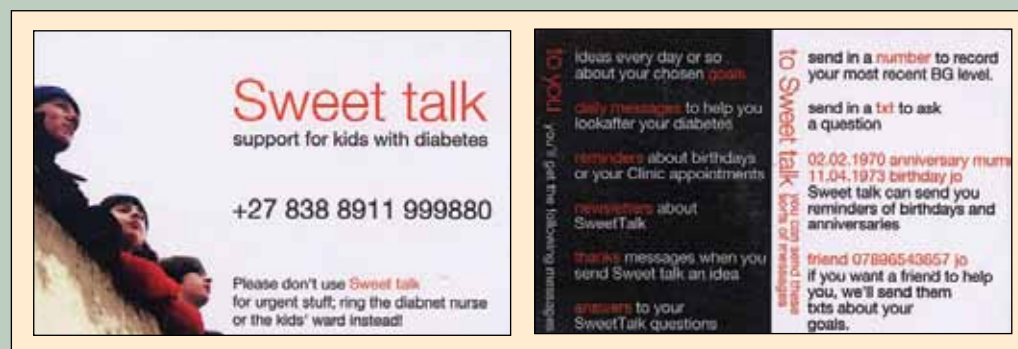 Sweet talk
support for kids with diabetes
+27 838 8911 999880
Please don't use Sweet talk
for urgent stuff; ring the diabnet nurse
or the kids' ward instead!
to you you'll get the following messages
ideas every day or so
about your chosen goals
daily messages to help you
lookafter your diabetes
reminders about birthdays
or your Clinic appointments
newsletters about
SweetTalk
thanks messages when you
send Sweet talk an idea
answers to your
SweetTalk questions
to Sweet talk you can send these
sorts of messages
send in a number to record
your most recent BG level.
send in a txt to ask
a question
02.02.1970 anniversary mum
11.04.1973 birthday jo
Sweet talk can send you
reminders of birthdays and
anniversaries
friend 07896543657 jo
if you want a friend to help
you, we'll send them
txts about your
goals.